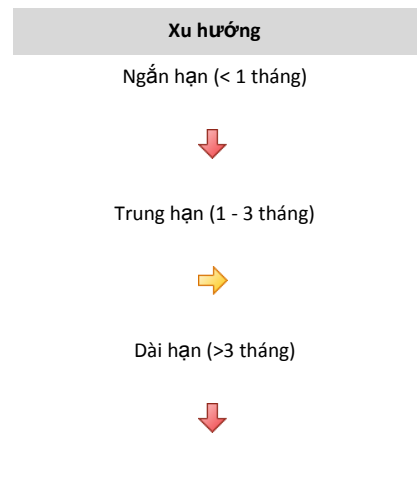 Xu hướng
Ngắn hạn (< 1 tháng)
Trung hạn (1 - 3 tháng)
Dài hạn (>3 tháng)